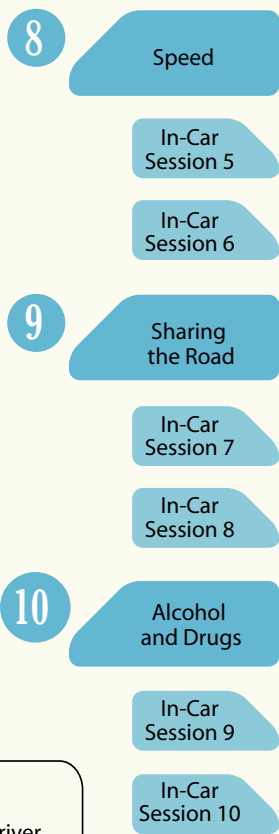 8
Speed
In-Car
Session 5
In-Car
Session 6
9
Sharing
the Road
In-Car
Session 7
In-Car
Session 8
10
Alcohol
and Drugs
In-Car
Session 9
In-Car
Session 10